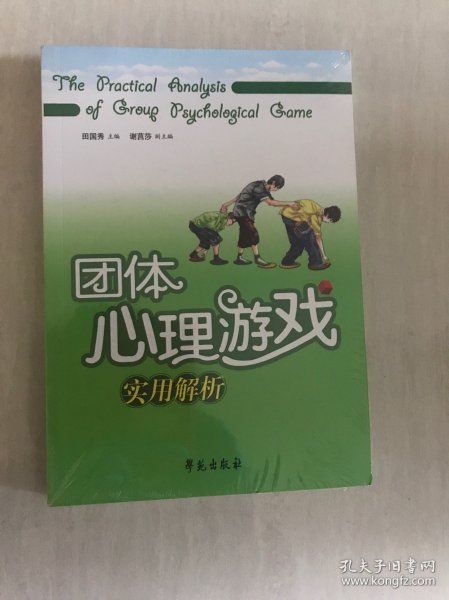 The Practical Analysis
of Group Psychological Game
田国秀 主编 谢莒莎 副主编
团体
心理游戏
实用解析
学苑出版社
孔夫子旧书网
www.kongfz.com